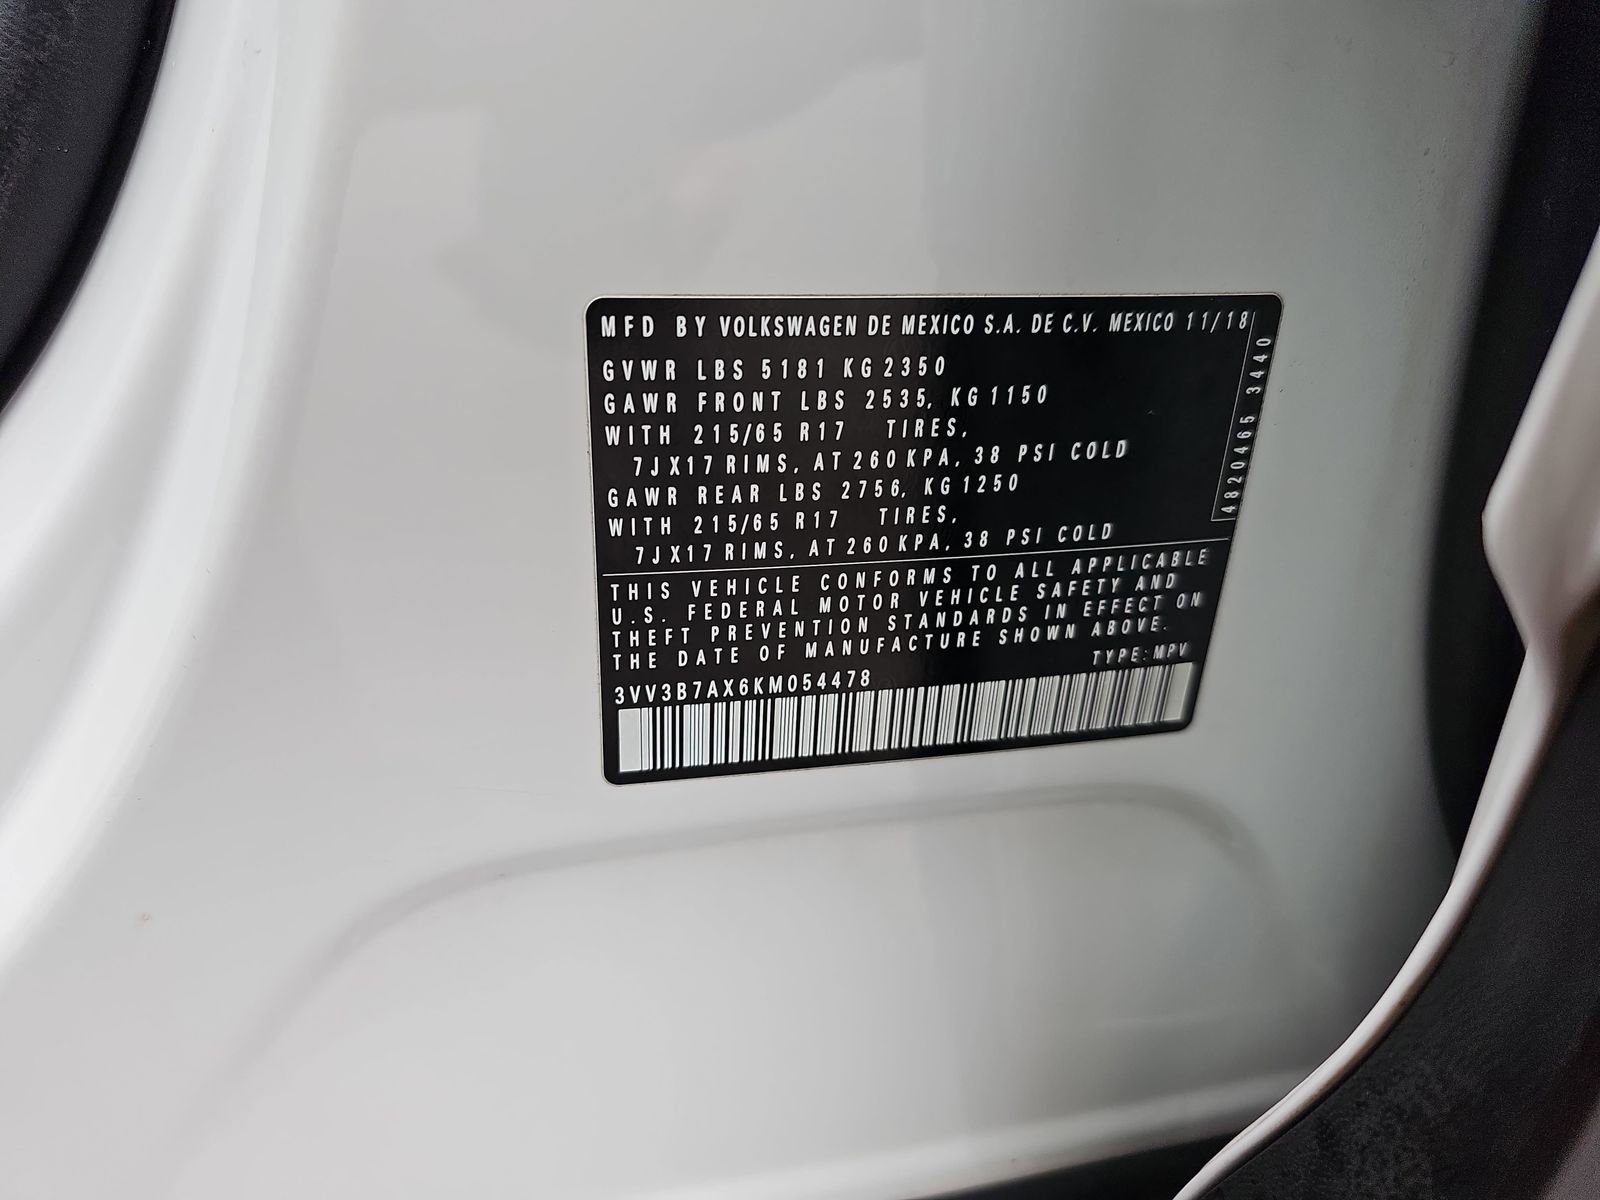 MFD BY VOLKSWAGEN DE MEXICO S.A. DE C.V. MEXICO 11/18
GVWR LBS 5181 KG 2350
GAWR FRONT LBS 2535, KG 1150
WITH 215/65 R17 TIRES,
7JX17 RIMS, AT 260 KPA, 38 PSI COLD
GAWR REAR LBS 2756, KG 1250
WITH 215/65 R17 TIRES,
7JX17 RIMS, AT 260 KPA, 38 PSI COLD
4820465 3440
THIS VEHICLE CONFORMS TO ALL APPLICABLE
U.S. FEDERAL MOTOR VEHICLE SAFETY AND
THEFT PREVENTION STANDARDS IN EFFECT ON
THE DATE OF MANUFACTURE SHOWN ABOVE.
TYPE: MPV
3VV3B7AX6KM054478